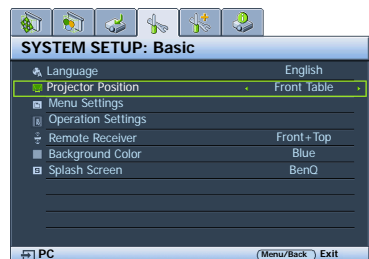 SYSTEM SETUP: Basic
Language English
Projector Position Front Table
Menu Settings
Operation Settings
Remote Receiver Front+Top
Background Color Blue
Splash Screen BenQ
PC Menu/Back Exit